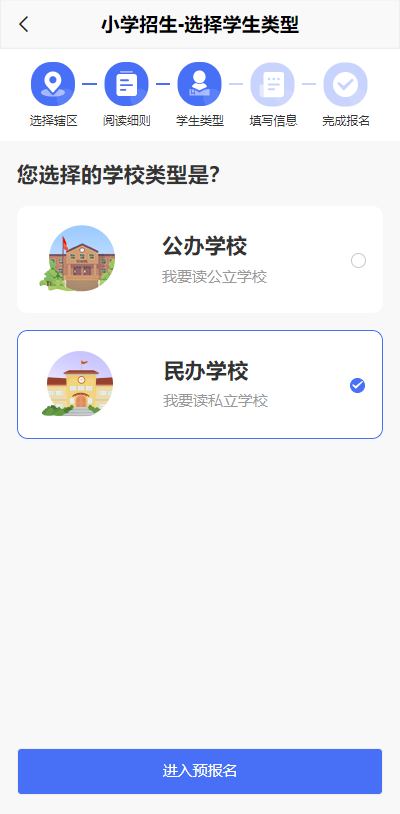 小学招生-选择学生类型
选择辖区 阅读细则 学生类型 填写信息 完成报名
您选择的学校类型是?
公办学校
我要读公立学校
民办学校
我要读私立学校
进入预报名